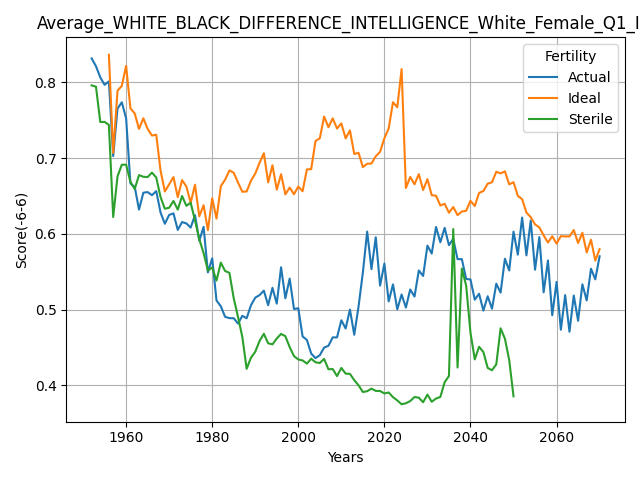 Average_WHITE_BLACK_DIFFERENCE_INTELLIGENCE_White_Female_Q1_
Fertility
Actual
Ideal
Sterile
Score(-6-6)
0.8
0.7
0.6
0.5
0.4
1960 1980 2000 2020 2040 2060
Years